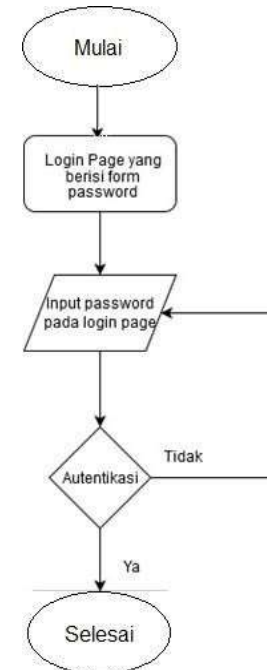 Mulai
Login Page yang
berisi form
password
Input password
pada login page
Autentikasi
Tidak
Ya
Selesai